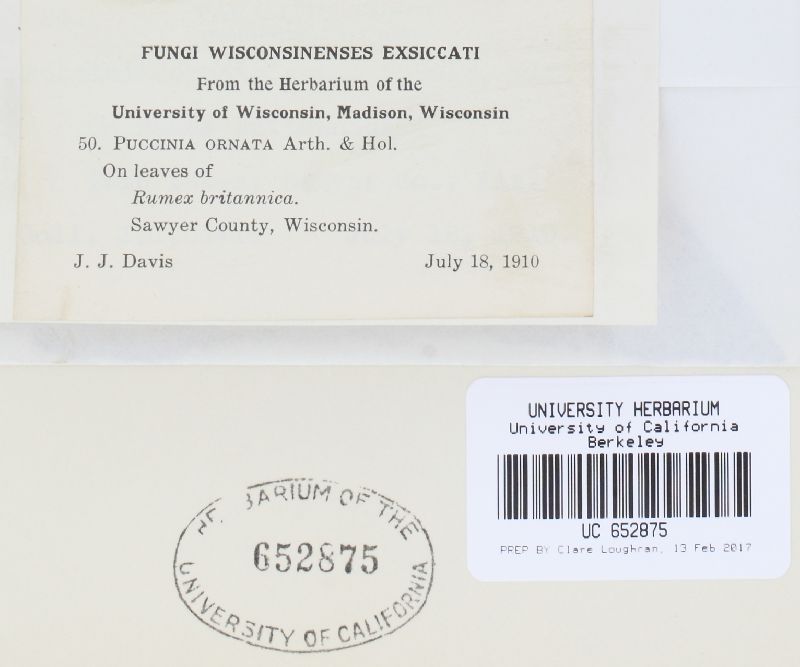 FUNGI WISCONSINENSES EXSICCATI
From the Herbarium of the
University of Wisconsin, Madison, Wisconsin
50. PUCCINIA ORNATA Arth. & Hol.
On leaves of
Rumex britannica.
Sawyer County, Wisconsin.
J. J. Davis July 18, 1910
UNIVERSITY HERBARIUM
University of California
Berkeley
UC 652875
PREP BY Clare Loughran, 13 Feb 2017
HERBARIUM OF THE
652875
UNIVERSITY OF CALIFORNIA